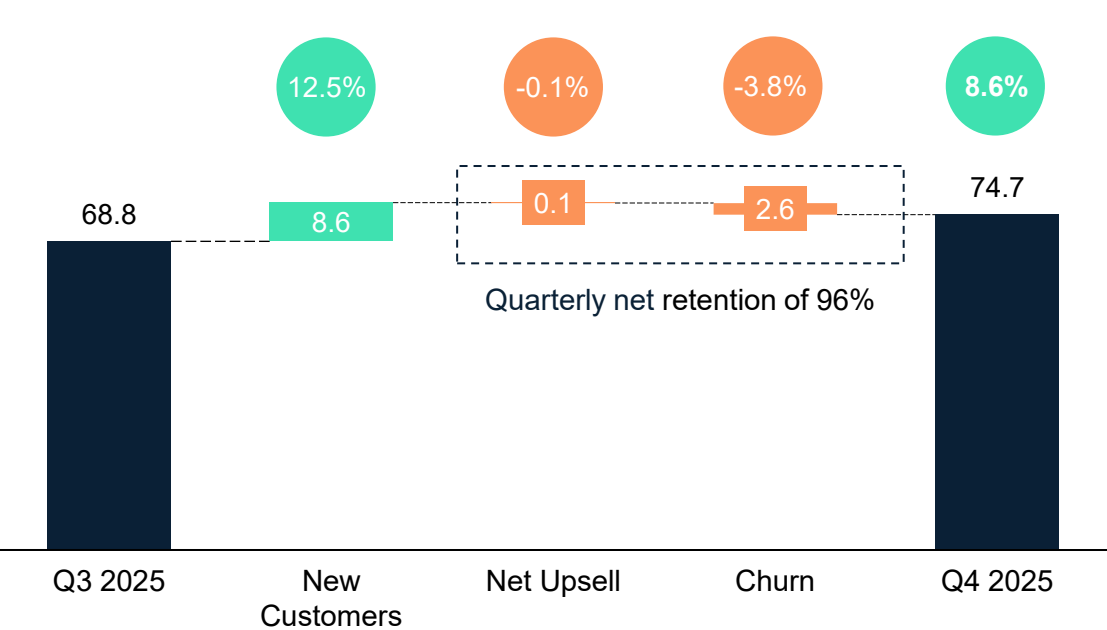 12.5%
-0.1%
-3.8%
8.6%
68.8
8.6
0.1
2.6
74.7
Quarterly net retention of 96%
Q3 2025
New
Customers
Net Upsell
Churn
Q4 2025